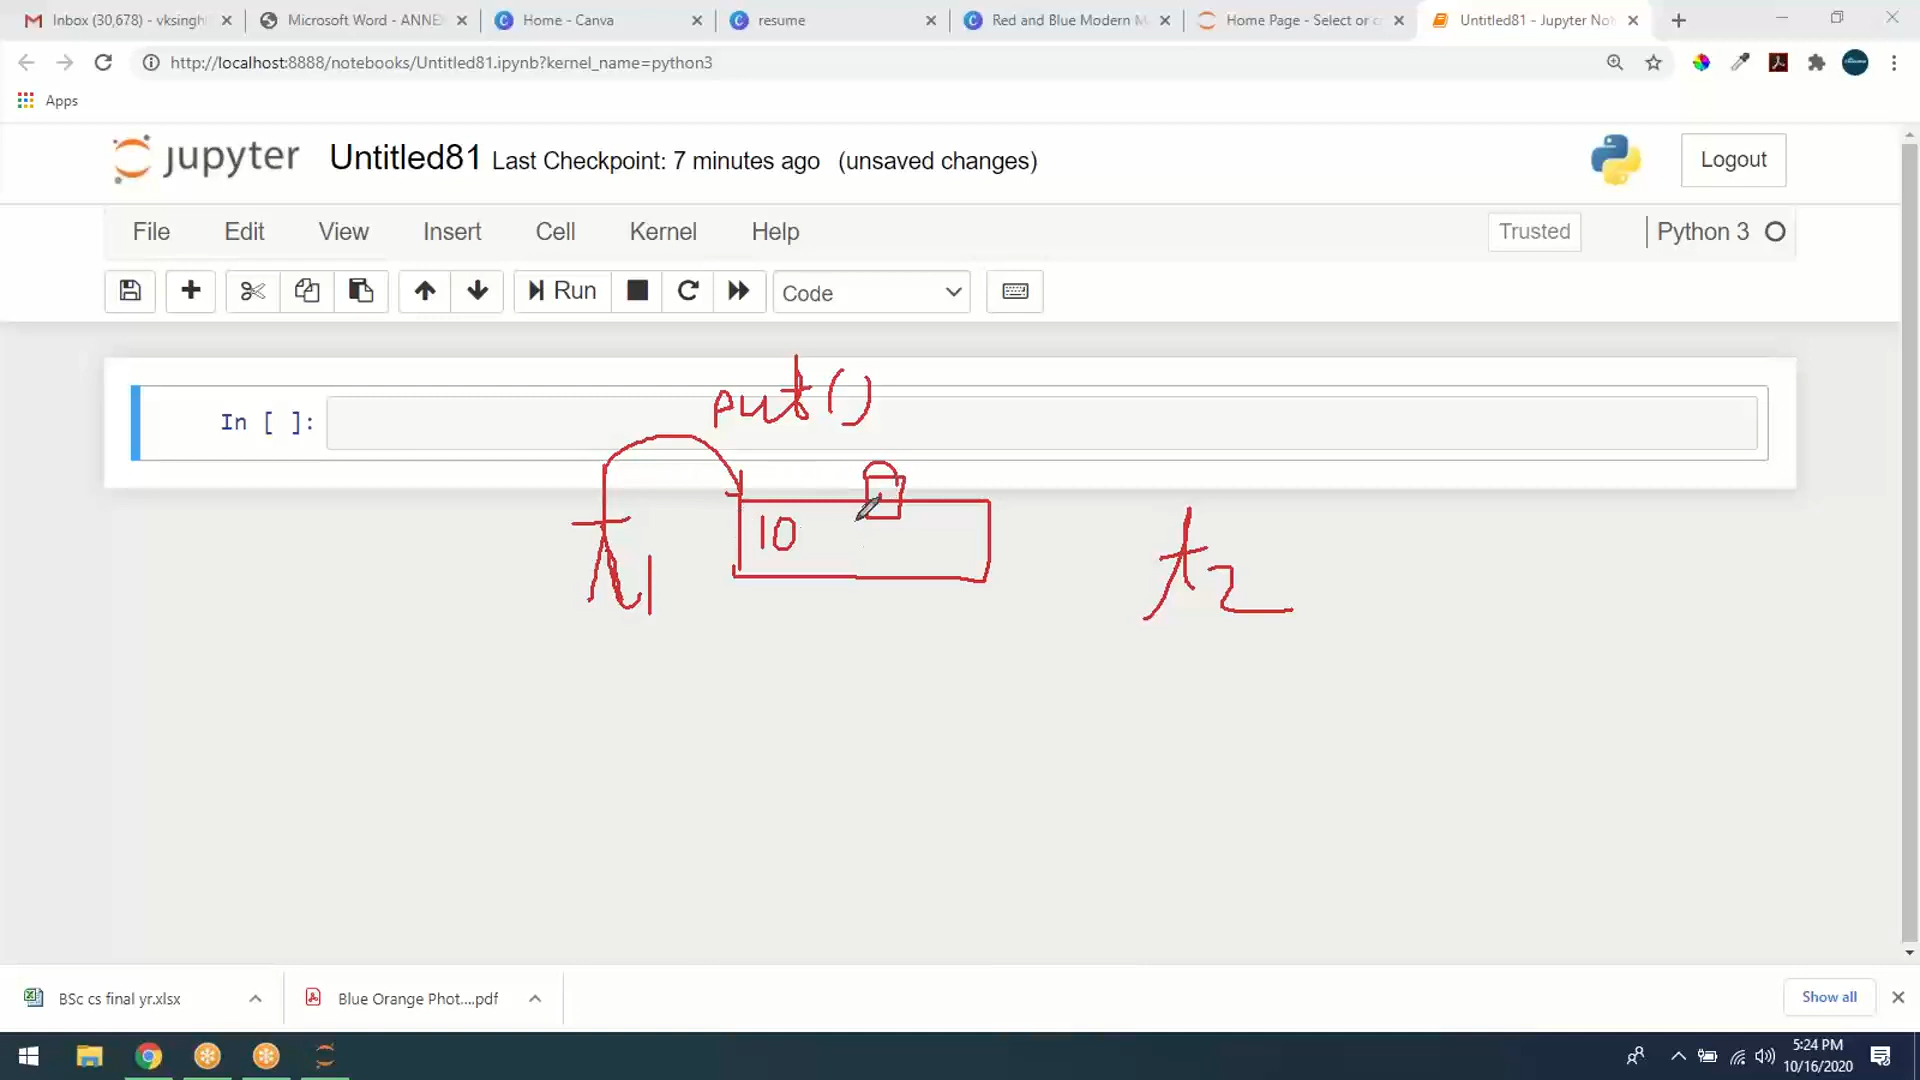 Inbox (30,678) - vksingh
Microsoft Word - ANNE
Home - Canva
resume
Red and Blue Modern M
Home Page - Select or c
Untitled81 - Jupyter Not
http://localhost:8888/notebooks/Untitled81.ipynb?kernel_name=python3
Apps
jupyter Untitled81 Last Checkpoint: 7 minutes ago (unsaved changes)
Logout
File Edit View Insert Cell Kernel Help
Trusted
Python 3
Run
Code
put()
In [ ]:
10
t1
t2
BSc cs final yr.xlsx
Blue Orange Phot....pdf
Show all
5:24 PM
10/16/2020